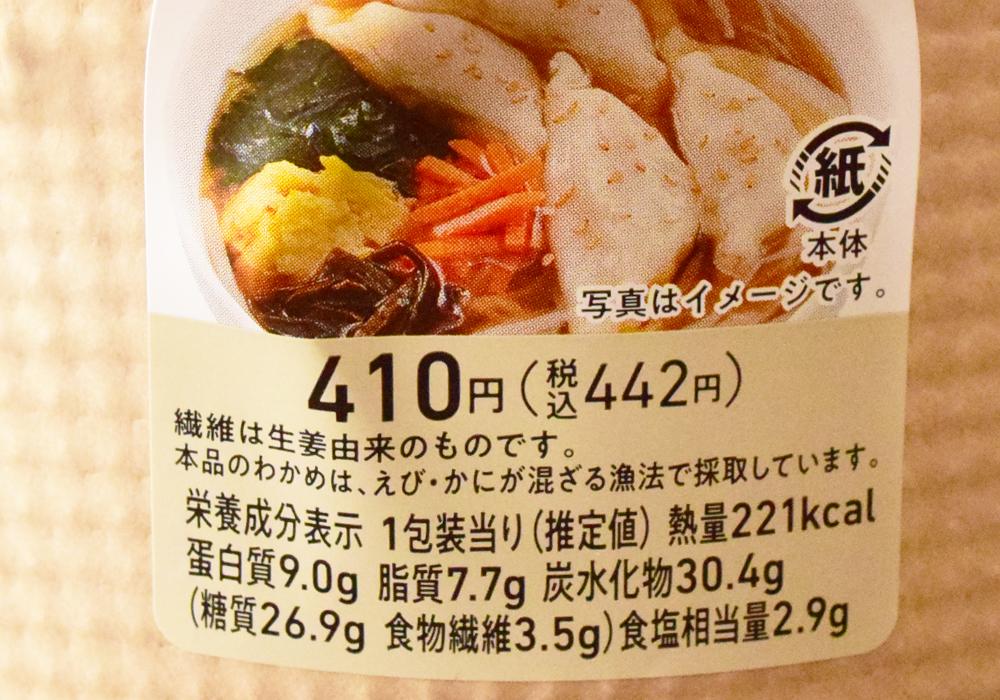 紙
本体
写真はイメージです。
410円(税込442円)
繊維は生姜由来のものです。
本品のわかめは、えび・かにが混ざる漁法で採取しています。
栄養成分表示 1包装当り(推定値) 熱量221kcal
蛋白質9.0g 脂質7.7g 炭水化物30.4g
(糖質26.9g 食物繊維3.5g)食塩相当量2.9g